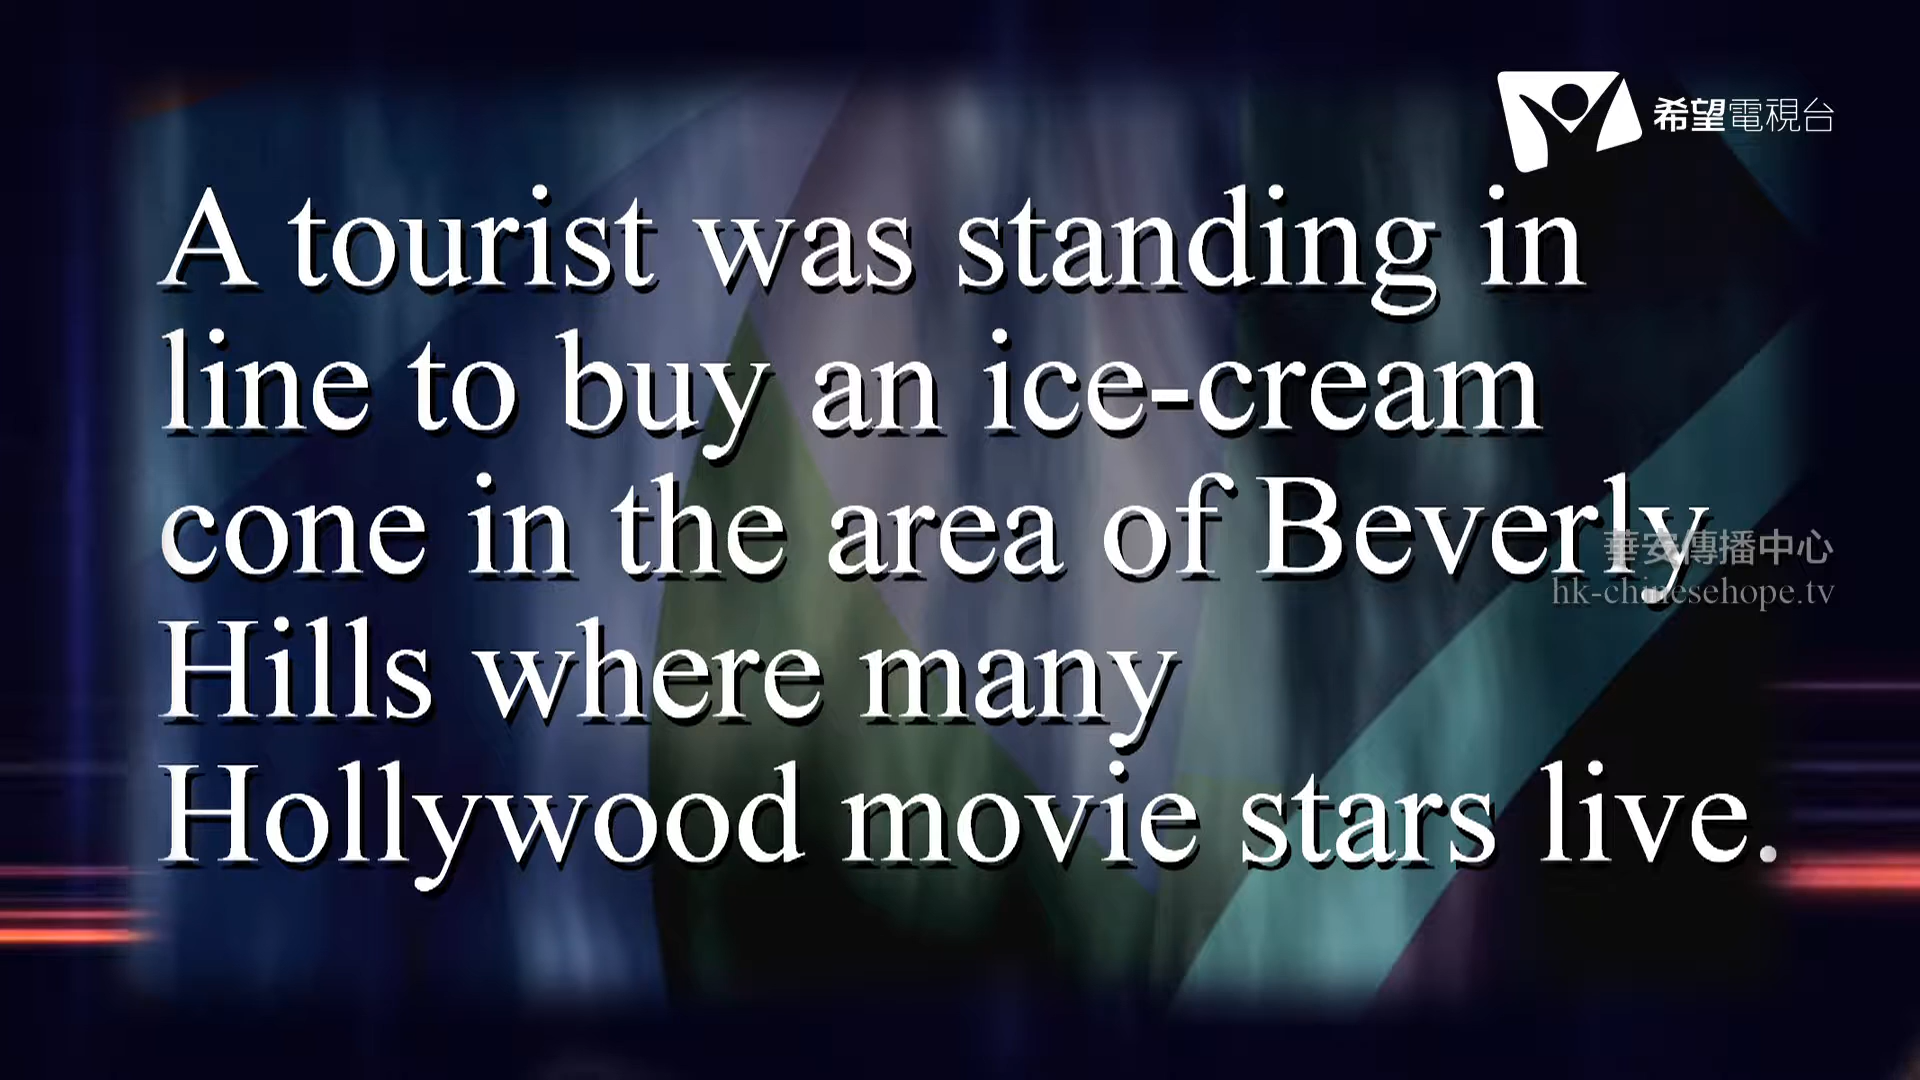 希望電視台
A tourist was standing in
line to buy an ice-cream
cone in the area of Beverly
華安傳播中心
hk-chinesehope.tv
Hills where many
Hollywood movie stars live.